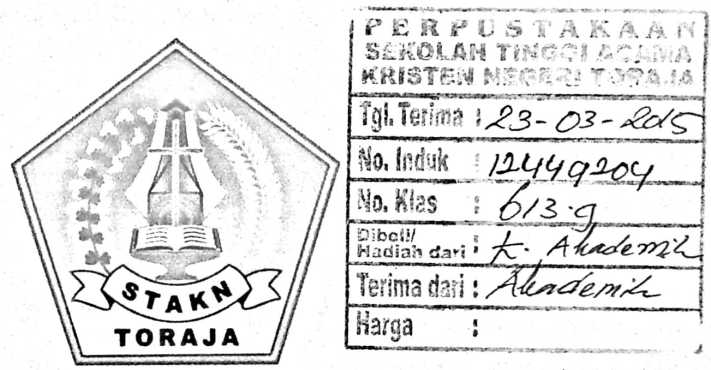 STAKN
TORAJA
PERPUSTAKAAN
SEKOLAH TINGGI AGAMA
KRISTEN NEGERI TORAJA
Tgl. Terima : 23-03-2015
No. Induk : 12449204
No. Klas : 613.g
Dibeli/
Hadiah dari : t. Akademik
Terima dari : Akademik
Harga :